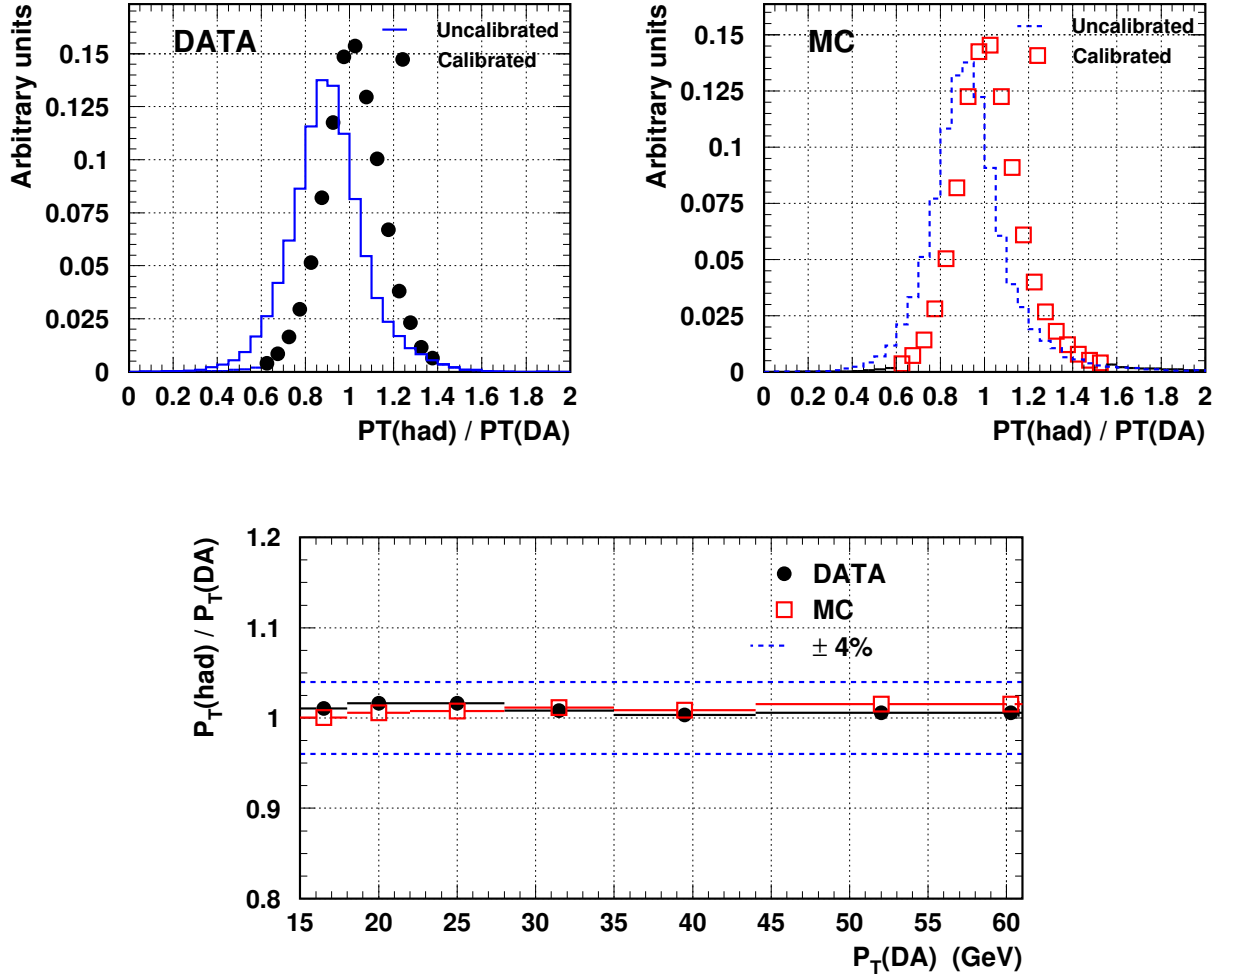 Arbitrary units
DATA
Uncalibrated
Calibrated
0.15
0.125
0.1
0.075
0.05
0.025
0
0 0.2 0.4 0.6 0.8 1 1.2 1.4 1.6 1.8 2
PT(had) / PT(DA)
Arbitrary units
MC
Uncalibrated
Calibrated
0.15
0.125
0.1
0.075
0.05
0.025
0
0 0.2 0.4 0.6 0.8 1 1.2 1.4 1.6 1.8 2
PT(had) / PT(DA)
P_T(had) / P_T(DA)
1.2
1.1
1
0.9
0.8
DATA
MC
± 4%
15 20 25 30 35 40 45 50 55 60
P_T(DA) (GeV)